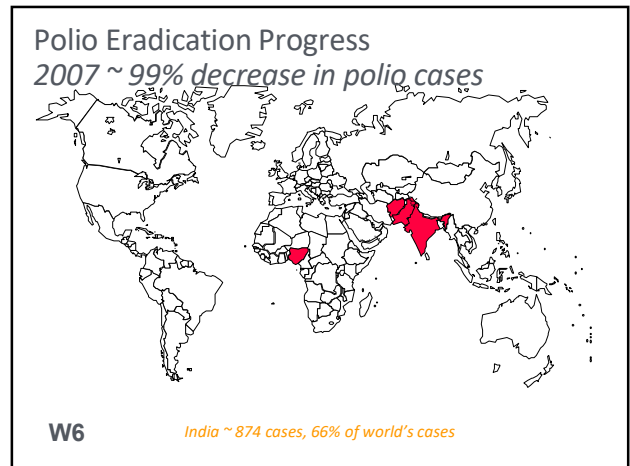 Polio Eradication Progress
2007 ~ 99% decrease in polio cases
W6
India ~ 874 cases, 66% of world's cases